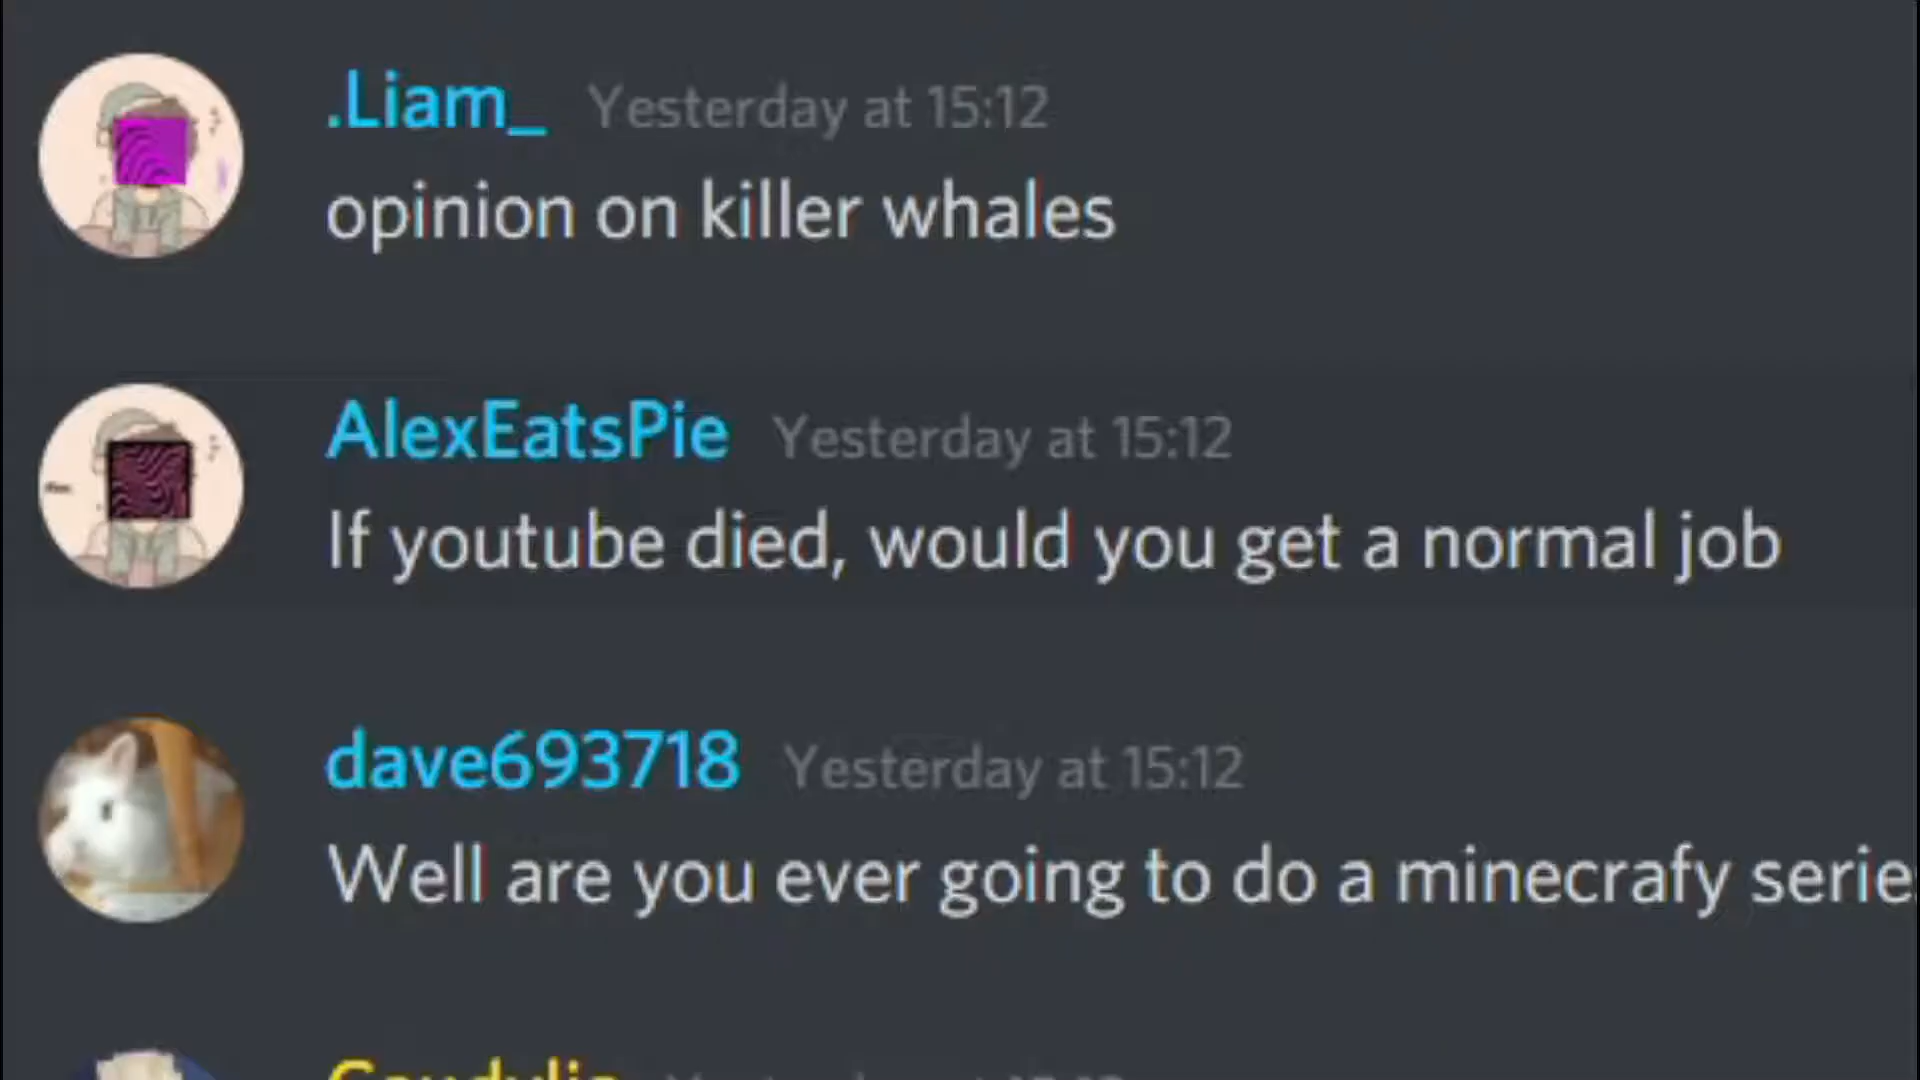 .Liam_ Yesterday at 15:12
opinion on killer whales
AlexEatsPie Yesterday at 15:12
If youtube died, would you get a normal job
dave693718 Yesterday at 15:12
Well are you ever going to do a minecrafy serie